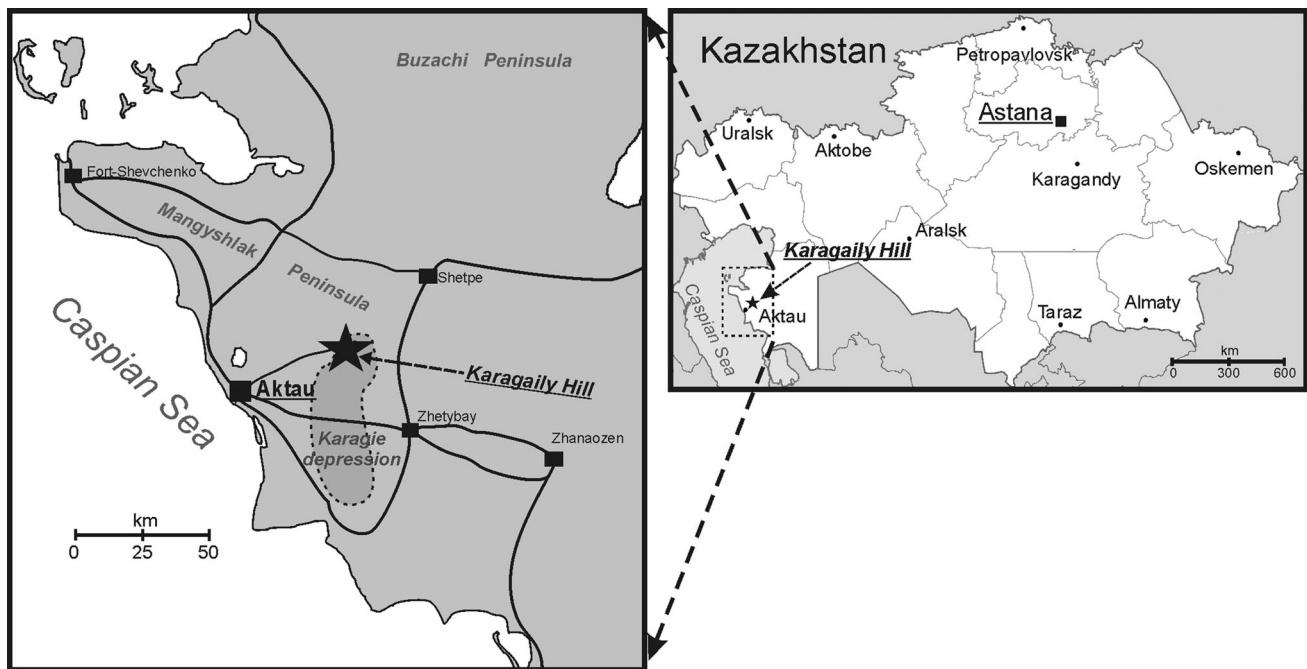 Buzachi Peninsula
Fort-Shevchenko
Mangyshlak
Peninsula
Shetpe
Caspian Sea
Aktau
Karagaily Hill
Zhetybay
Zhanaozen
Karagie
depression
km
0 25 50
Kazakhstan
Petropavlovsk
Astana
Uralsk
Aktobe
Karagandy
Oskemen
Aralsk
Karagaily Hill
Caspian Sea
Aktau
Taraz
Almaty
km
0 300 600